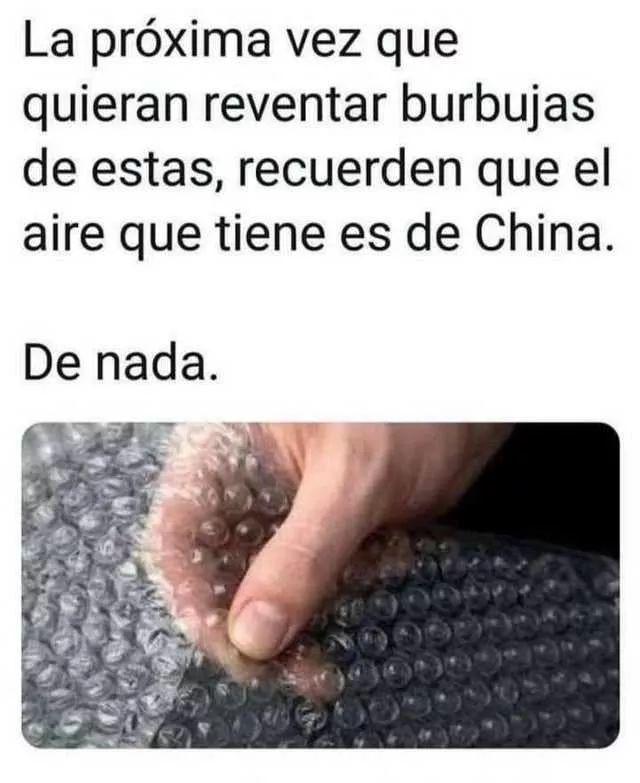 La próxima vez que
quieran reventar burbujas
de estas, recuerden que el
aire que tiene es de China.
De nada.